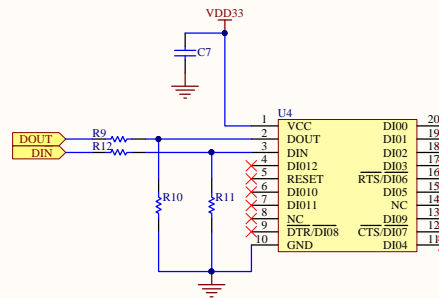 VDD33
C7
U4
1 VCC DI00 20
DOUT R9 2 DOUT DI01 19
DIN R12 3 DIN DI02 18
4 DI012 DI03 17
5 RESET RTS/DI06 16
R10 R11 6 DI010 DI05 15
7 DI011 NC 14
8 NC DI09 13
9 DTR/DI08 CTS/DI07 12
10 GND DI04 11